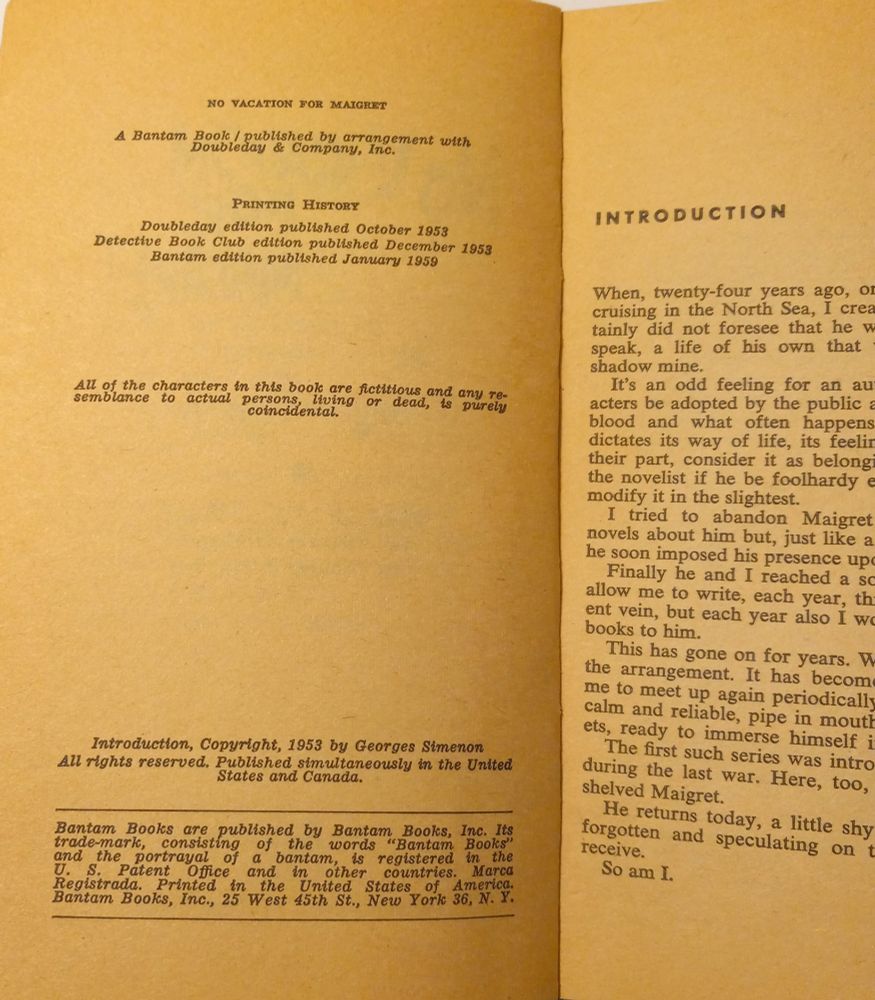 NO VACATION FOR MAIGRET
A Bantam Book / published by arrangement with
Doubleday & Company, Inc.
PRINTING HISTORY
Doubleday edition published October 1953
Detective Book Club edition published December 1953
Bantam edition published January 1959
All of the characters in this book are fictitious and any re-
semblance to actual persons, living or dead, is purely
coincidental.
Introduction, Copyright, 1953 by Georges Simenon
All rights reserved. Published simultaneously in the United
States and Canada.
Bantam Books are published by Bantam Books, Inc. Its
trade-mark, consisting of the words "Bantam Books"
and the portrayal of a bantam, is registered in the
U. S. Patent Office and in other countries. Marca
Registrada. Printed in the United States of America.
Bantam Books, Inc., 25 West 45th St., New York 36, N. Y.
INTRODUCTION
When, twenty-four years ago,
cruising in the North Sea, I
tainly did not foresee that he
speak, a life of his own that
shadow mine.
It's an odd feeling for an
acters be adopted by the public
blood and what often happens
dictates its way of life, its
their part, consider it as
the novelist if he be foolhardy
modify it in the slightest.
I tried to abandon Maigret
novels about him but, just like
he soon imposed his presence
Finally he and I reached a
allow me to write, each year,
ent vein, but each year also I
books to him.
This has gone on for years.
the arrangement. It has
me to meet up again periodically
calm and reliable, pipe in
ets, ready to immerse himself
The first such series was
during the last war. Here, too,
shelved Maigret.
He returns today, a little shy
forgotten and speculating on
receive.
So am I.